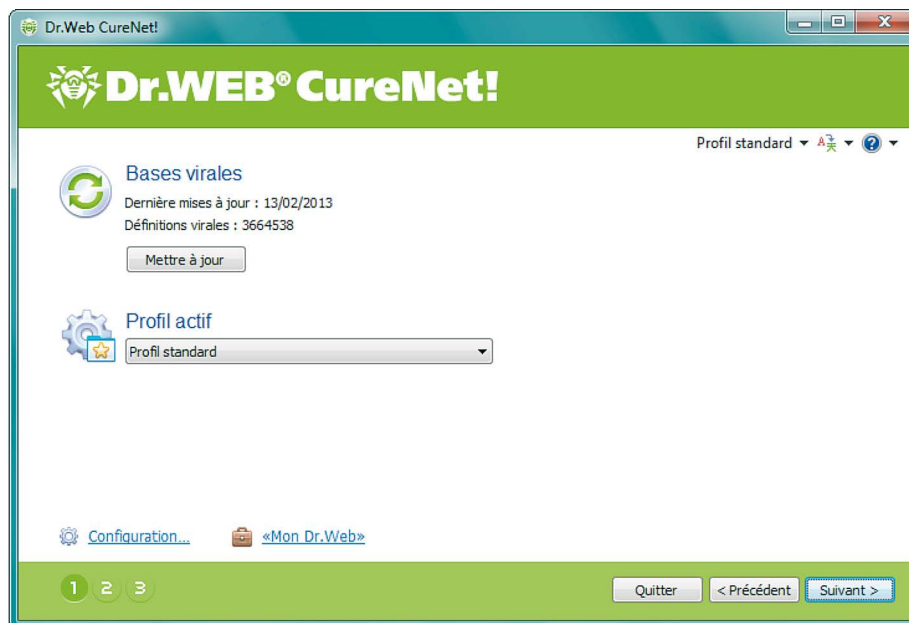 Dr.Web CureNet!
Dr.WEB® CureNet!
Profil standard
Bases virales
Dernière mises à jour : 13/02/2013
Définitions virales : 3664538
Mettre à jour
Profil actif
Profil standard
Configuration... «Mon Dr.Web»
1 2 3
Quitter < Précédent Suivant >